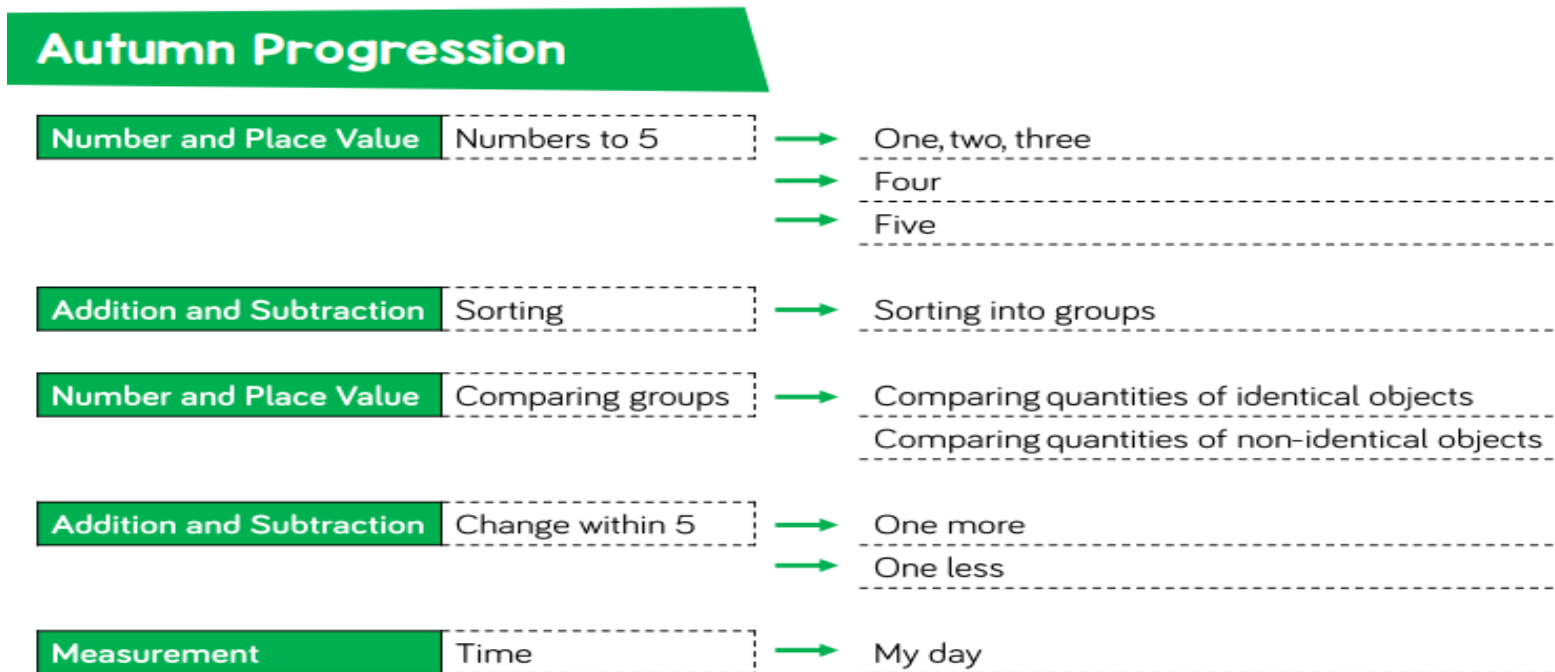 Autumn Progression
Number and Place Value Numbers to 5 One, two, three
Four
Five
Addition and Subtraction Sorting Sorting into groups
Number and Place Value Comparing groups Comparing quantities of identical objects
Comparing quantities of non-identical objects
Addition and Subtraction Change within 5 One more
One less
Measurement Time My day